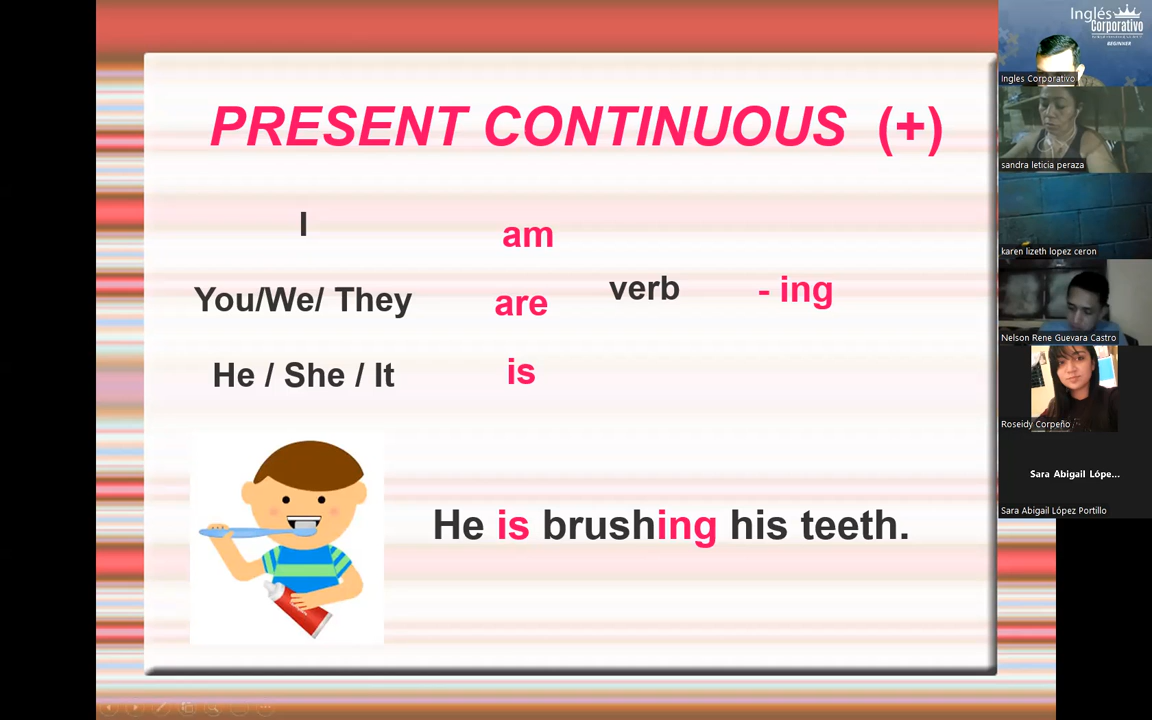 PRESENT CONTINUOUS (+)
I
am
You/We/ They
are
verb
- ing
He / She / It
is
He is brushing his teeth.
Inglés
Corporativo
BEGINNER
Ingles Corporativo
sandra leticia peraza
karen lizeth lopez ceron
Nelson Rene Guevara Castro
Roseidy Corpeño
Sara Abigail Lópe...
Sara Abigail López Portillo